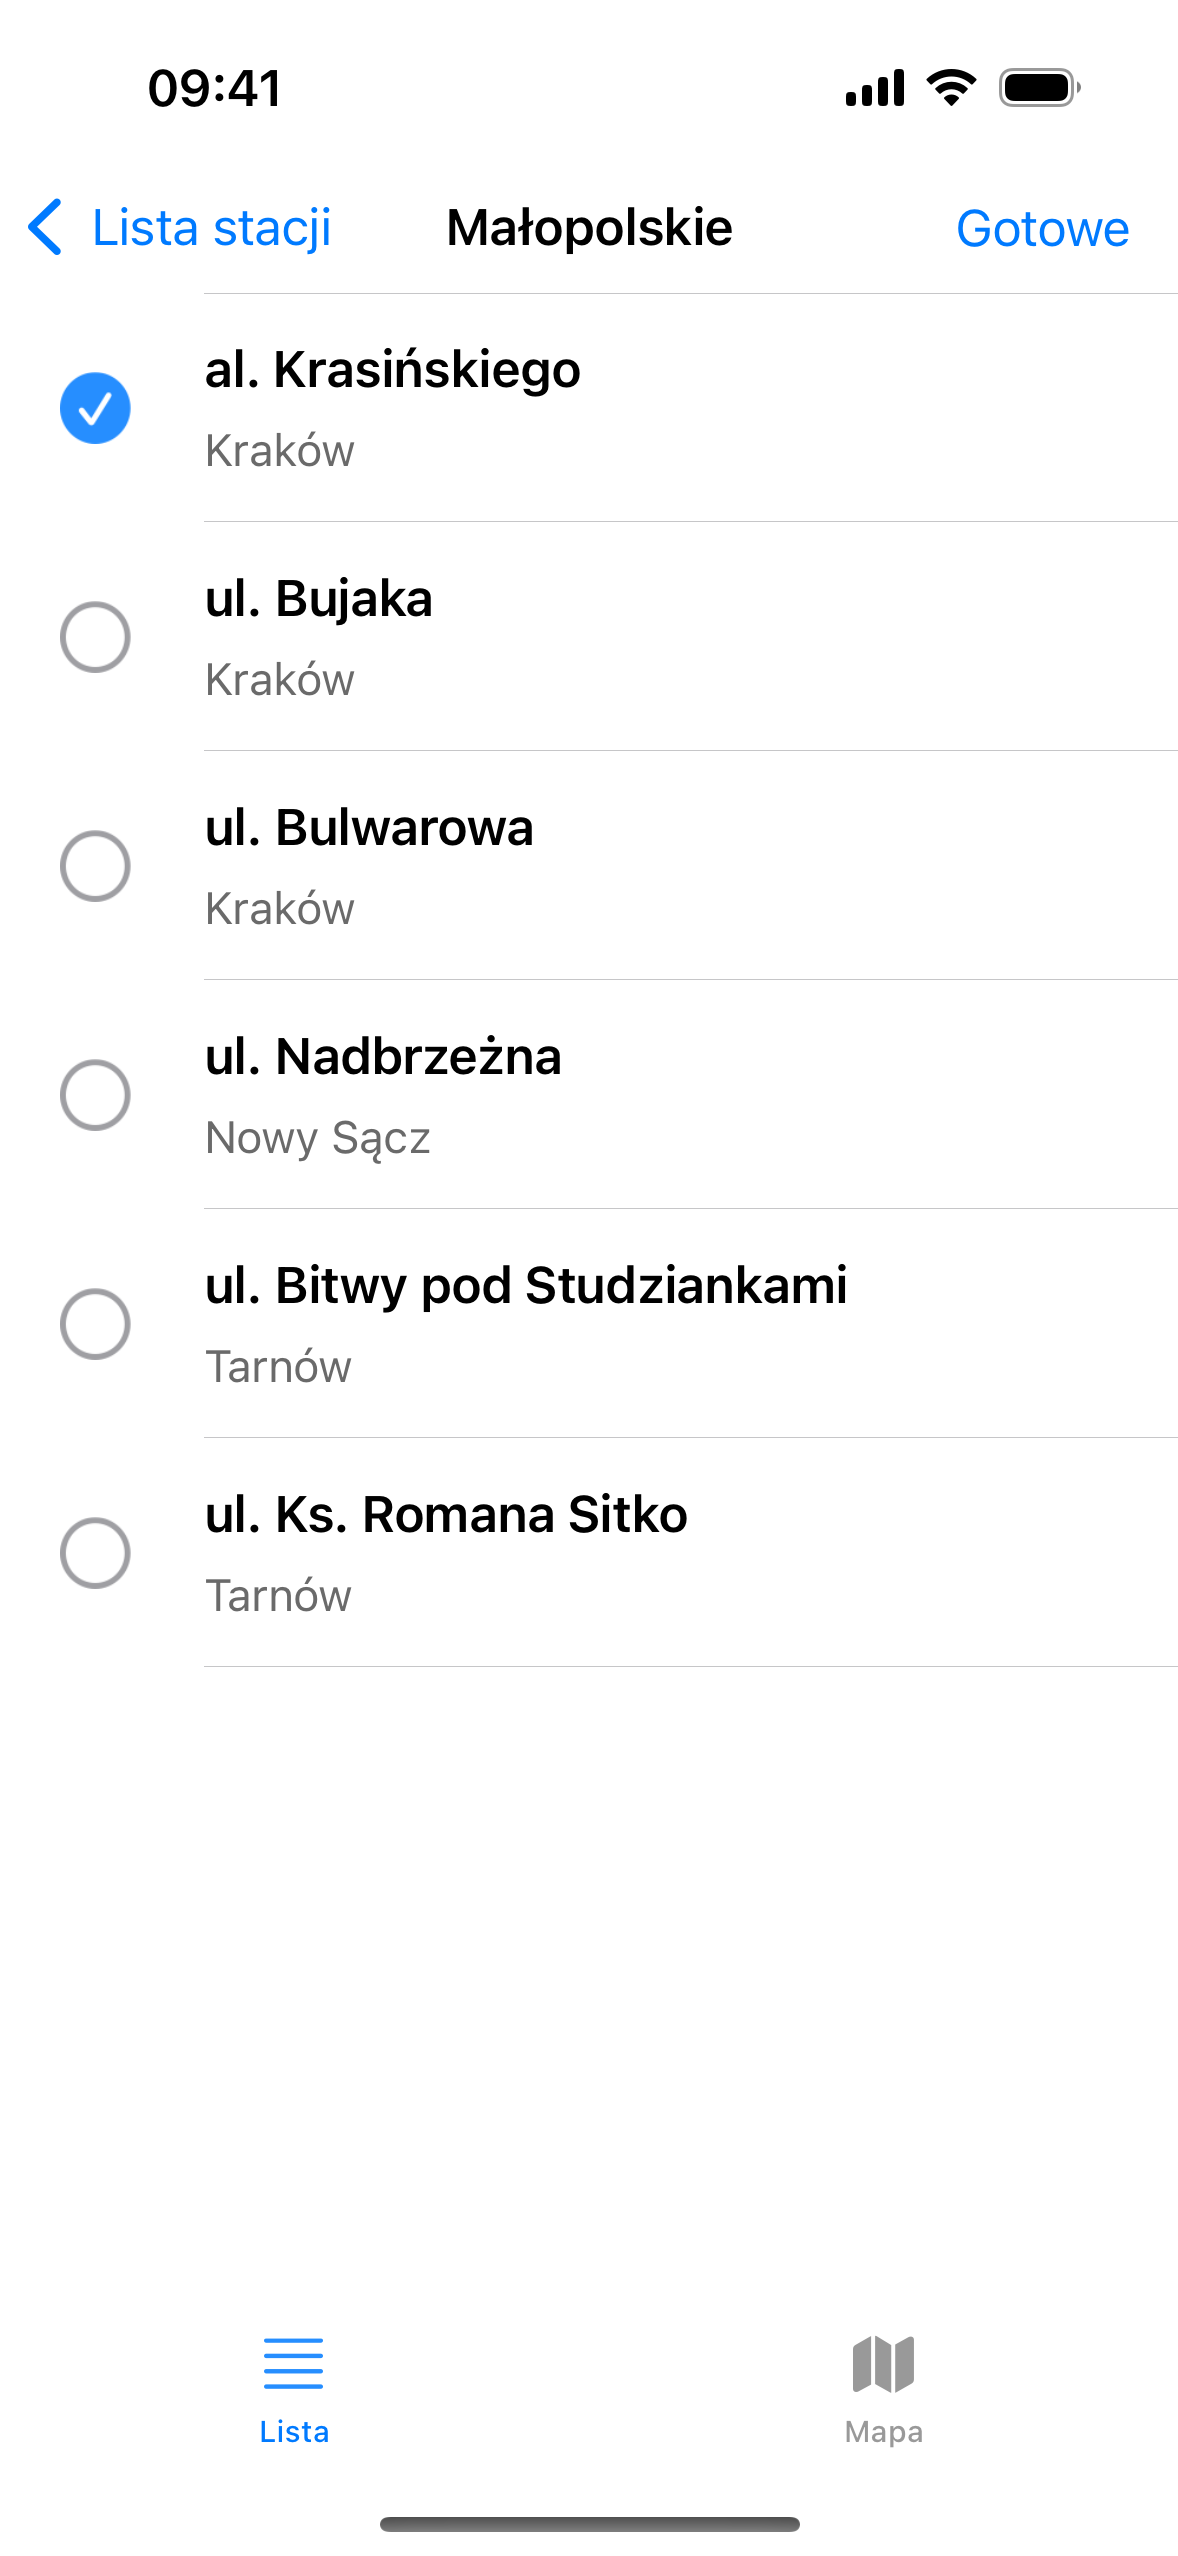 09:41
Lista stacji
Małopolskie
Gotowe
al. Krasińskiego
Kraków
ul. Bujaka
Kraków
ul. Bulwarowa
Kraków
ul. Nadbrzeżna
Nowy Sącz
ul. Bitwy pod Studziankami
Tarnów
ul. Ks. Romana Sitko
Tarnów
Lista
Mapa